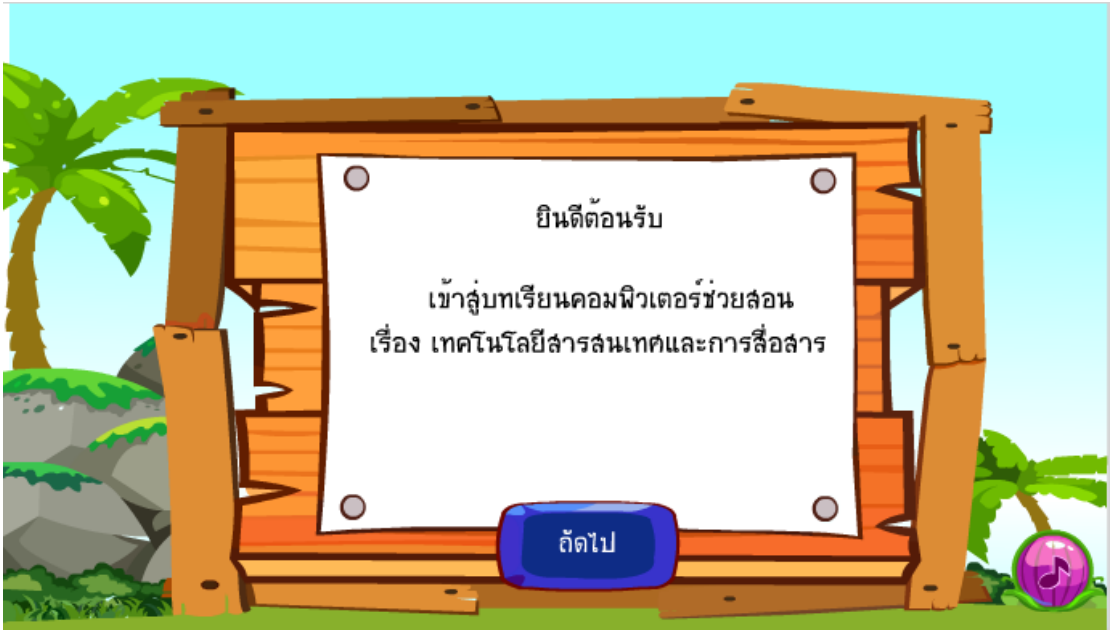 ยินดีต้อนรับ
เข้าสู่บทเรียนคอมพิวเตอร์ช่วยสอน
เรื่อง เทคโนโลยีสารสนเทศและการสื่อสาร
ถัดไป